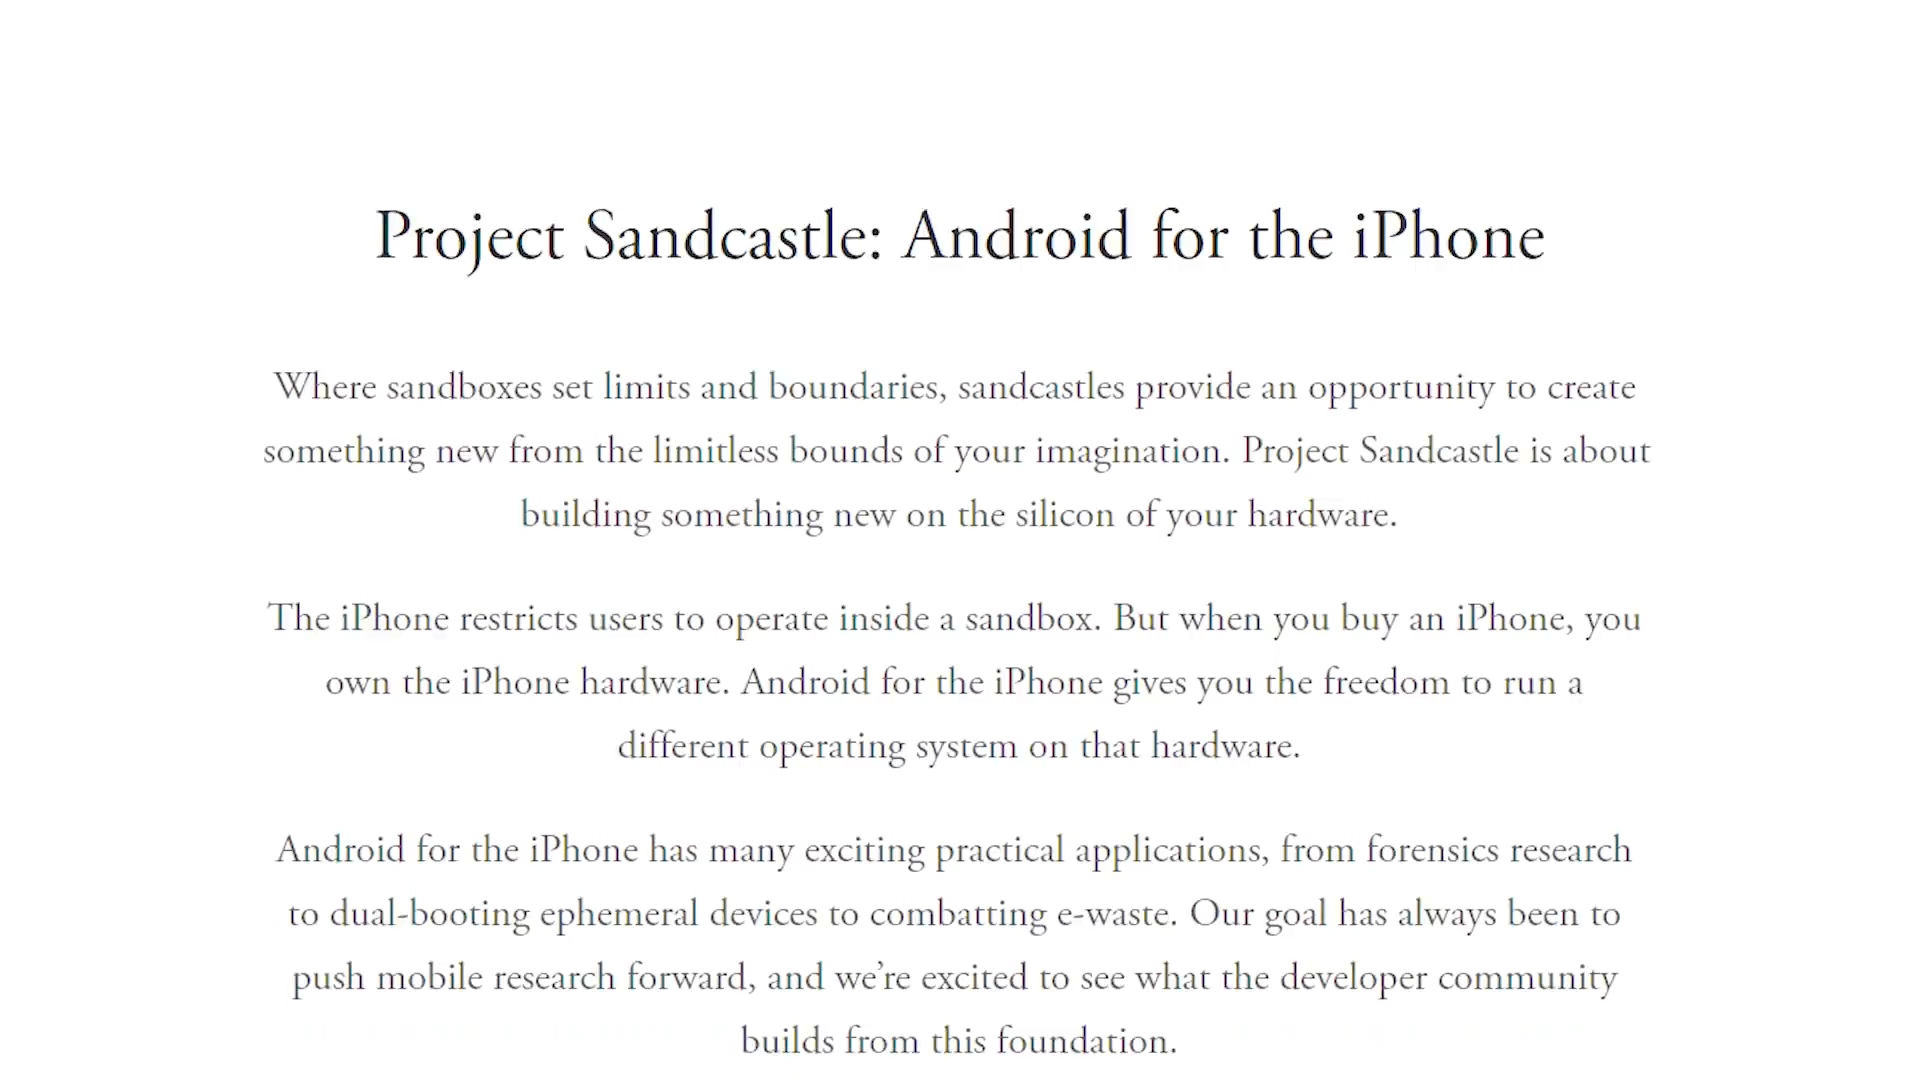 Project Sandcastle: Android for the iPhone
Where sandboxes set limits and boundaries, sandcastles provide an opportunity to create
something new from the limitless bounds of your imagination. Project Sandcastle is about
building something new on the silicon of your hardware.
The iPhone restricts users to operate inside a sandbox. But when you buy an iPhone, you
own the iPhone hardware. Android for the iPhone gives you the freedom to run a
different operating system on that hardware.
Android for the iPhone has many exciting practical applications, from forensics research
to dual-booting ephemeral devices to combatting e-waste. Our goal has always been to
push mobile research forward, and we’re excited to see what the developer community
builds from this foundation.